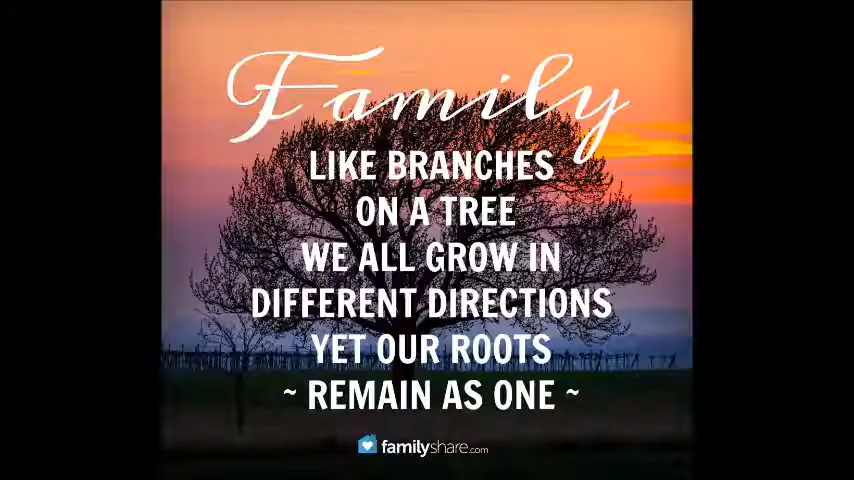 Family
LIKE BRANCHES
ON A TREE
WE ALL GROW IN
DIFFERENT DIRECTIONS
YET OUR ROOTS
~ REMAIN AS ONE ~
familyshare.com